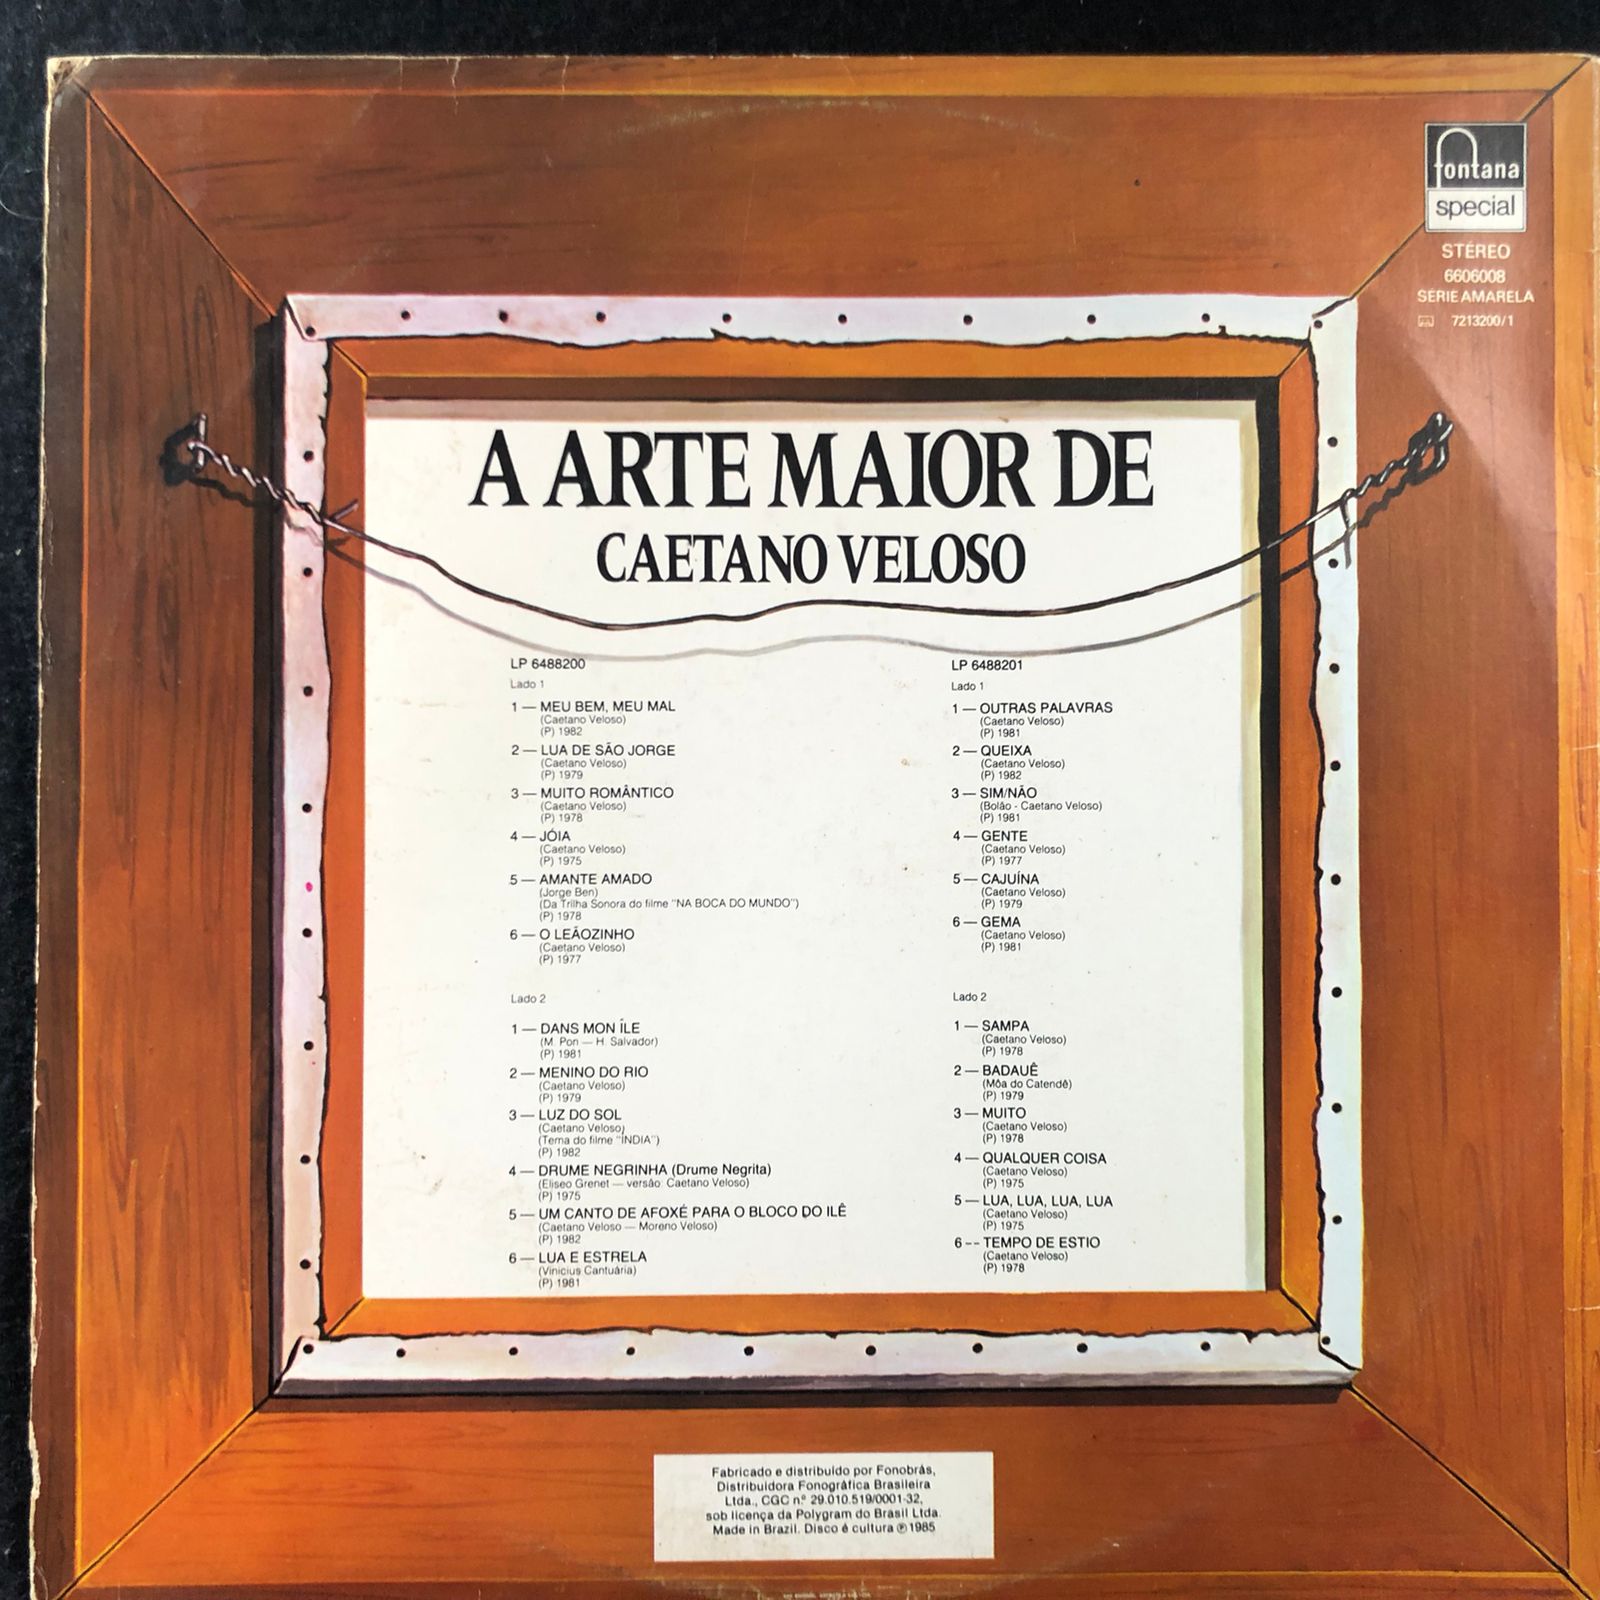 fontana
special
STÉREO
6606008
SÉRIE AMARELA
7213200/1
A ARTE MAIOR DE
CAETANO VELOSO
LP 6488200
Lado 1
1 — MEU BEM, MEU MAL
(Caetano Veloso)
(P) 1982
2 — LUA DE SÃO JORGE
(Caetano Veloso)
(P) 1979
3 — MUITO ROMÂNTICO
(Caetano Veloso)
(P) 1978
4 — JÓIA
(Caetano Veloso)
(P) 1975
5 — AMANTE AMADO
(Jorge Ben)
(Da Trilha Sonora do filme "NA BOCA DO MUNDO")
(P) 1978
6 — O LEÃOZINHO
(Caetano Veloso)
(P) 1977
Lado 2
1 — DANS MON ÎLE
(M. Pon — H. Salvador)
(P) 1981
2 — MENINO DO RIO
(Caetano Veloso)
(P) 1979
3 — LUZ DO SOL
(Caetano Veloso)
(Tema do filme "ÍNDIA")
(P) 1982
4 — DRUME NEGRINHA (Drume Negrita)
(Eliseo Grenet — versão: Caetano Veloso)
(P) 1975
5 — UM CANTO DE AFOXÉ PARA O BLOCO DO ILÊ
(Caetano Veloso — Moreno Veloso)
(P) 1982
6 — LUA E ESTRELA
(Vinicius Cantuária)
(P) 1981
LP 6488201
Lado 1
1 — OUTRAS PALAVRAS
(Caetano Veloso)
(P) 1981
2 — QUEIXA
(Caetano Veloso)
(P) 1982
3 — SIM/NÃO
(Bolão - Caetano Veloso)
(P) 1981
4 — GENTE
(Caetano Veloso)
(P) 1977
5 — CAJUÍNA
(Caetano Veloso)
(P) 1979
6 — GEMA
(Caetano Veloso)
(P) 1981
Lado 2
1 — SAMPA
(Caetano Veloso)
(P) 1978
2 — BADAUÊ
(Môa do Catendê)
(P) 1979
3 — MUITO
(Caetano Veloso)
(P) 1978
4 — QUALQUER COISA
(Caetano Veloso)
(P) 1975
5 — LUA, LUA, LUA, LUA
(Caetano Veloso)
(P) 1975
6 -- TEMPO DE ESTIO
(Caetano Veloso)
(P) 1978
Fabricado e distribuído por Fonobrás,
Distribuidora Fonográfica Brasileira
Ltda., CGC n.º 29.010.519/0001-32,
sob licença da Polygram do Brasil Ltda.
Made in Brazil. Disco é cultura ℗ 1985